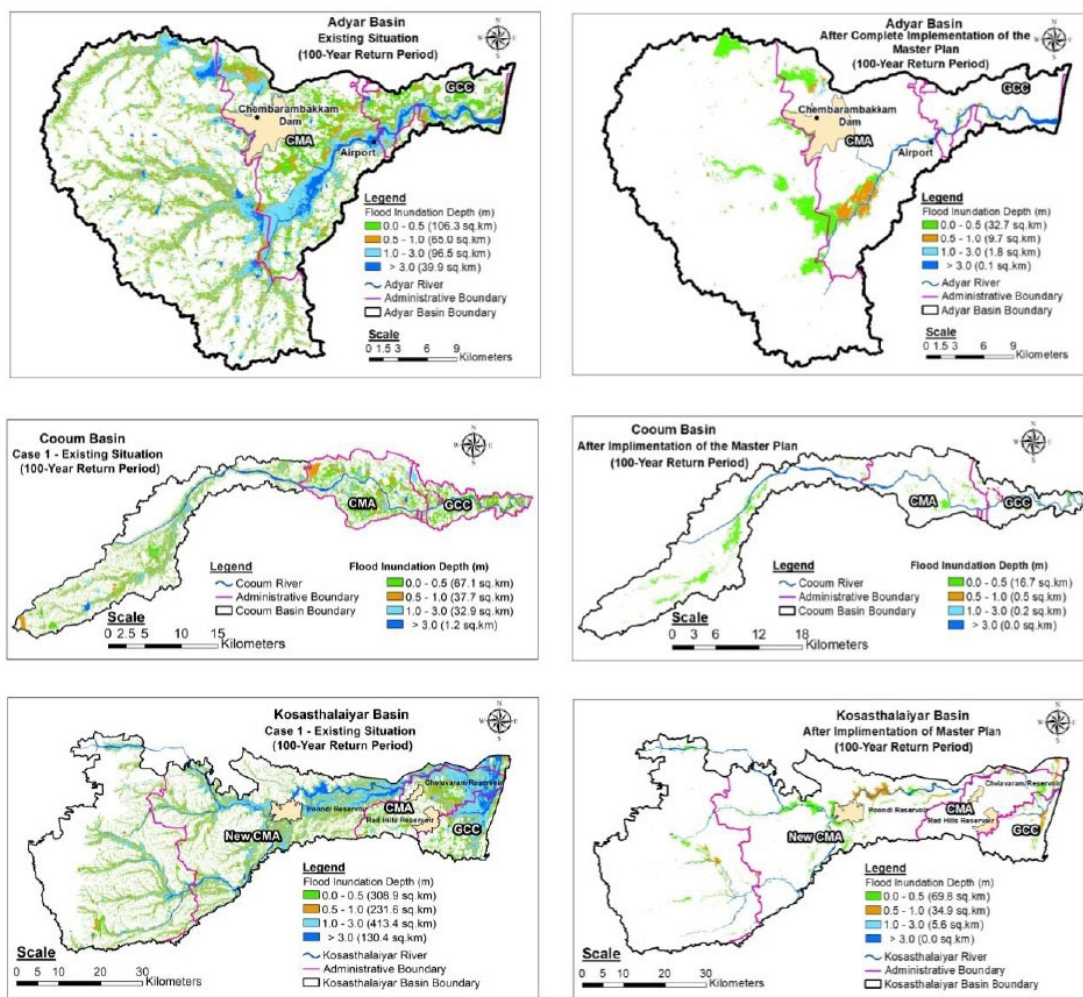 Adyar Basin
Existing Situation
(100-Year Return Period)
N
W
E
S
GCC
Chembarambakkam
Dam
CMA
Airport
Legend
Flood Inundation Depth (m)
0.0 - 0.5 (106.3 sq.km)
0.5 - 1.0 (65.0 sq.km)
1.0 - 3.0 (96.5 sq.km)
> 3.0 (39.9 sq.km)
Adyar River
Administrative Boundary
Adyar Basin Boundary
Scale
0 1.5 3 6 9
Kilometers
Adyar Basin
After Complete Implementation of the
Master Plan
(100-Year Return Period)
N
W
E
S
GCC
Chembarambakkam
Dam
CMA
Airport
Legend
Flood Inundation Depth (m)
0.0 - 0.5 (32.7 sq.km)
0.5 - 1.0 (9.7 sq.km)
1.0 - 3.0 (1.8 sq.km)
> 3.0 (0.1 sq.km)
Adyar River
Administrative Boundary
Adyar Basin Boundary
Scale
0 1.5 3 6 9
Kilometers
Cooum Basin
Case 1 - Existing Situation
(100-Year Return Period)
N
W
E
S
CMA
GCC
Legend
Cooum River
Administrative Boundary
Cooum Basin Boundary
Flood Inundation Depth (m)
0.0 - 0.5 (67.1 sq.km)
0.5 - 1.0 (37.7 sq.km)
1.0 - 3.0 (32.9 sq.km)
> 3.0 (1.2 sq.km)
Scale
0 2.5 5 10 15
Kilometers
Cooum Basin
After Implimentation of the Master Plan
(100-Year Return Period)
N
W
E
S
CMA
GCC
Legend
Cooum River
Administrative Boundary
Cooum Basin Boundary
Flood Inundation Depth (m)
0.0 - 0.5 (16.7 sq.km)
0.5 - 1.0 (0.5 sq.km)
1.0 - 3.0 (0.2 sq.km)
> 3.0 (0.0 sq.km)
Scale
0 3 6 12 18
Kilometers
Kosasthalaiyar Basin
Case 1 - Existing Situation
(100-Year Return Period)
N
W
E
S
Cholavaram Reservoir
Poondi Reservoir
CMA
Red Hills Reservoir
New CMA
GCC
Legend
Flood Inundation Depth (m)
0.0 - 0.5 (308.9 sq.km)
0.5 - 1.0 (231.6 sq.km)
1.0 - 3.0 (413.4 sq.km)
> 3.0 (130.4 sq.km)
Kosasthalaiyar River
Administrative Boundary
Kosasthalaiyar Basin Boundary
Scale
0 5 10 20 30
Kilometers
Kosasthalaiyar Basin
After Implimentation of Master Plan
(100-Year Return Period)
N
W
E
S
Cholavaram Reservoir
Poondi Reservoir
CMA
Red Hills Reservoir
New CMA
GCC
Legend
Flood Inundation Depth (m)
0.0 - 0.5 (69.8 sq.km)
0.5 - 1.0 (34.9 sq.km)
1.0 - 3.0 (5.6 sq.km)
> 3.0 (0.0 sq.km)
Kosasthalaiyar River
Administrative Boundary
Kosasthalaiyar Basin Boundary
Scale
0 5 10 20 30
Kilometers